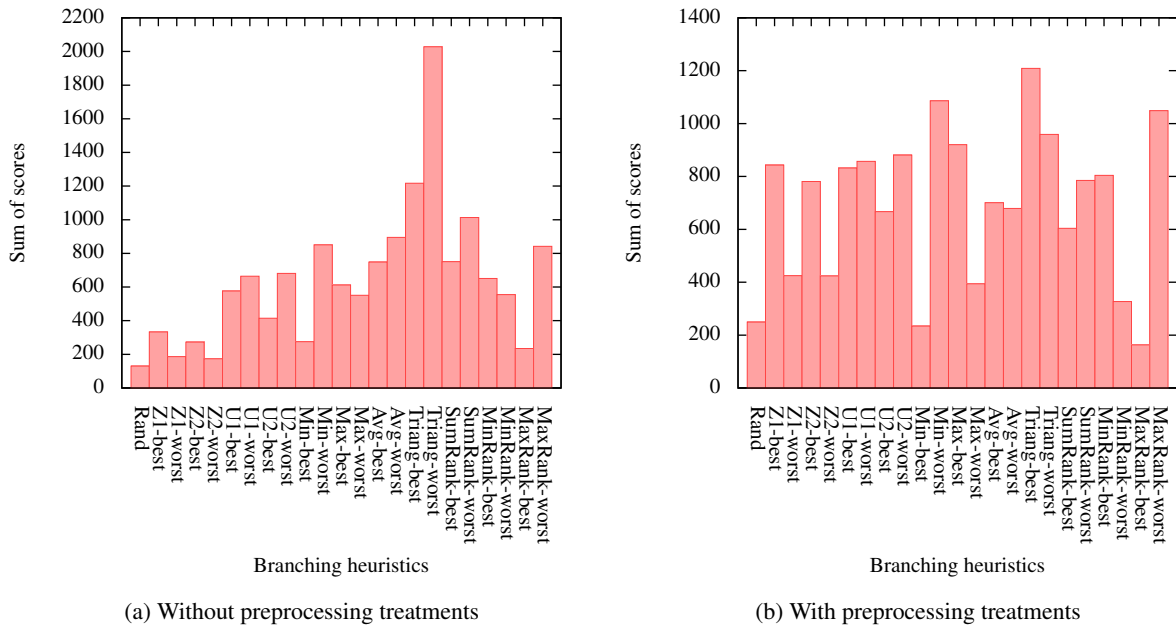 2200
2000
1800
1600
1400
1200
1000
800
600
400
200
0
Sum of scores
Rand
Z1-best
Z1-worst
Z2-best
Z2-worst
U1-best
U1-worst
U2-best
U2-worst
Min-best
Min-worst
Max-best
Max-worst
Avg-best
Avg-worst
Triang-best
Triang-worst
SumRank-best
SumRank-worst
MinRank-best
MinRank-worst
MaxRank-best
MaxRank-worst
Branching heuristics
(a) Without preprocessing treatments
1400
1200
1000
800
600
400
200
0
Sum of scores
Rand
Z1-best
Z1-worst
Z2-best
Z2-worst
U1-best
U1-worst
U2-best
U2-worst
Min-best
Min-worst
Max-best
Max-worst
Avg-best
Avg-worst
Triang-best
Triang-worst
SumRank-best
SumRank-worst
MinRank-best
MinRank-worst
MaxRank-best
MaxRank-worst
Branching heuristics
(b) With preprocessing treatments